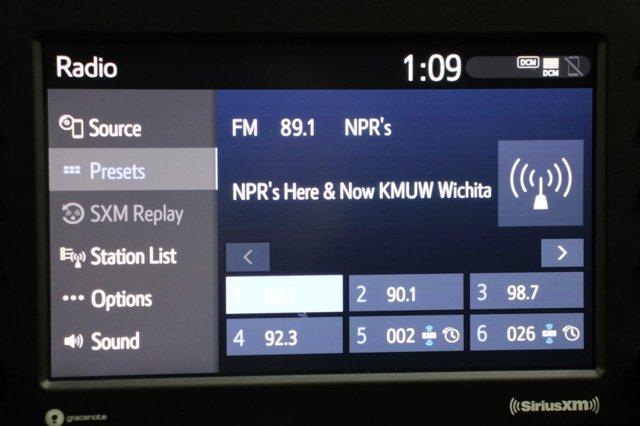 Radio
1:09
DCM
DCM
Source
FM 89.1 NPR's
Presets
NPR's Here & Now KMUW Wichita
SXM Replay
Station List
Options
1 89.1
2 90.1
3 98.7
Sound
4 92.3
5 002 SXM
6 026 SXM
gracenote
SiriusXM